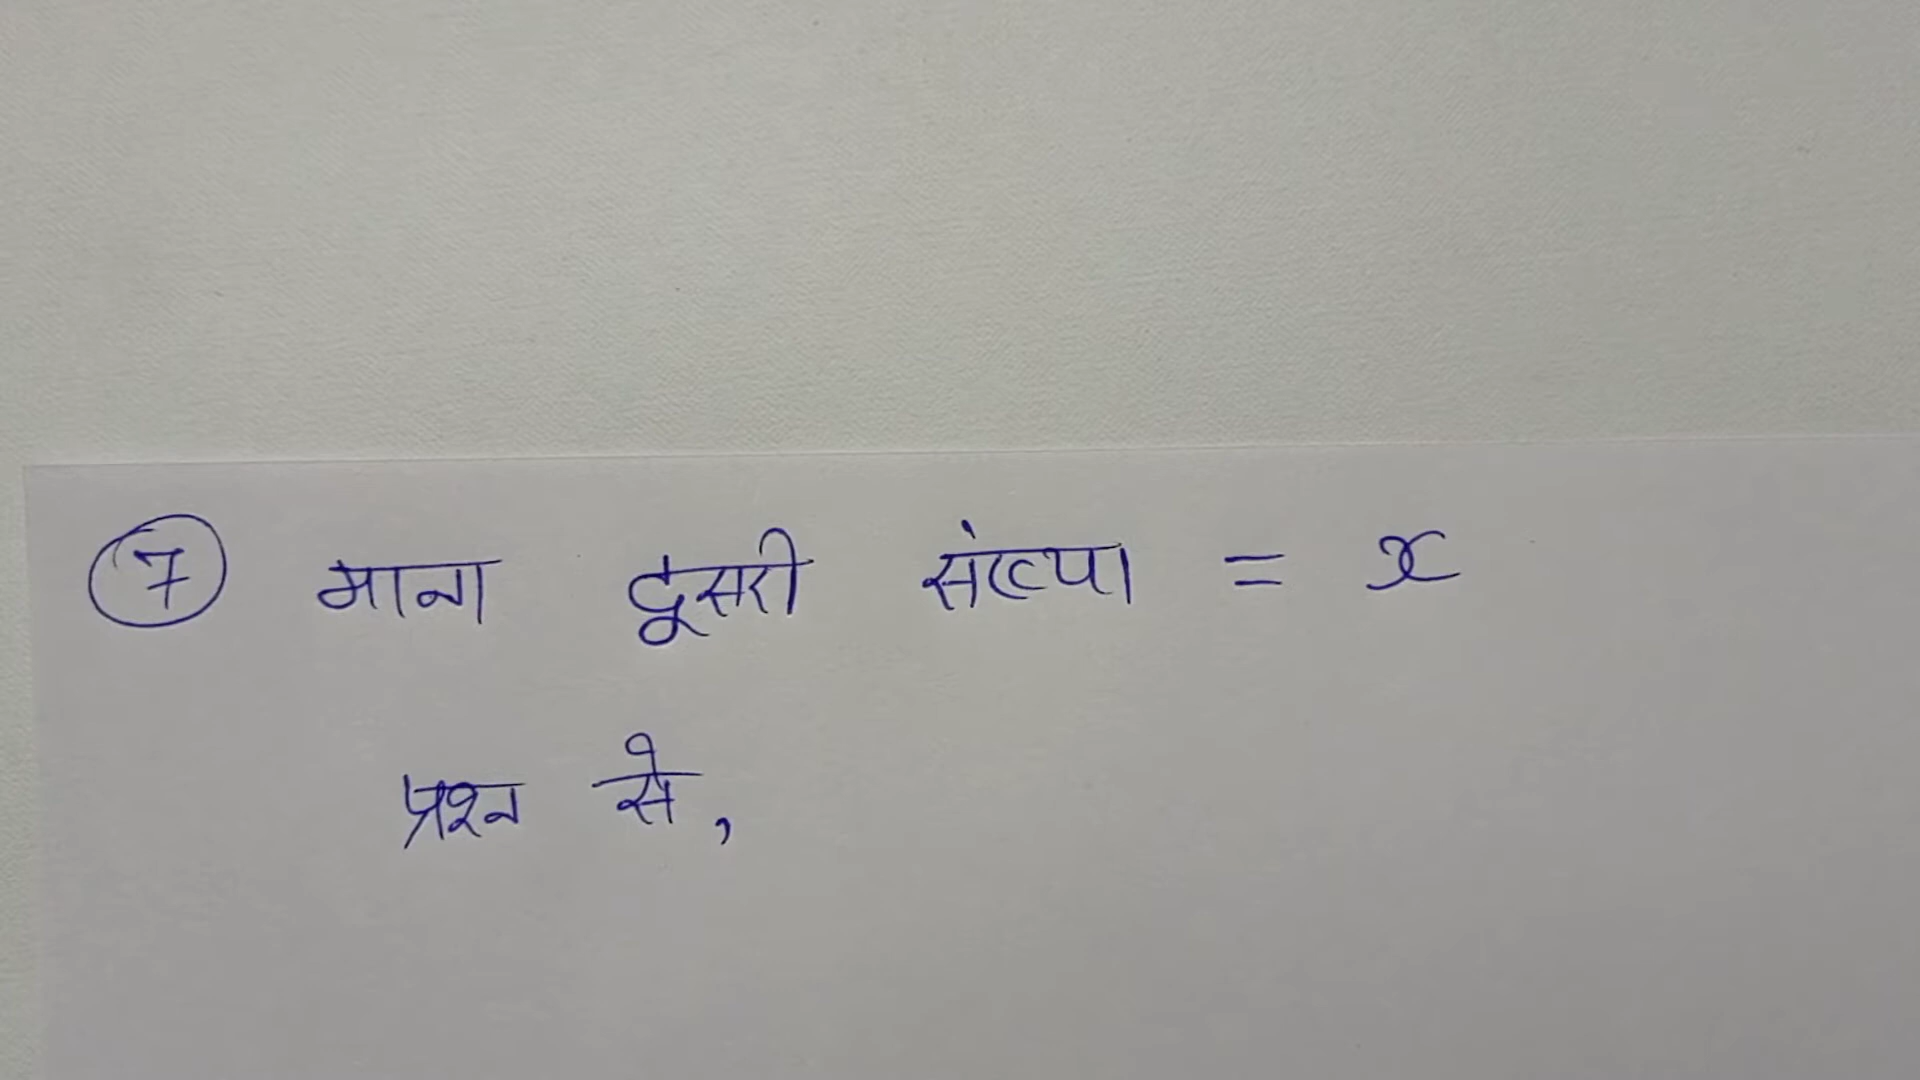 7 माना दूसरी संख्या = x
प्रश्न से,